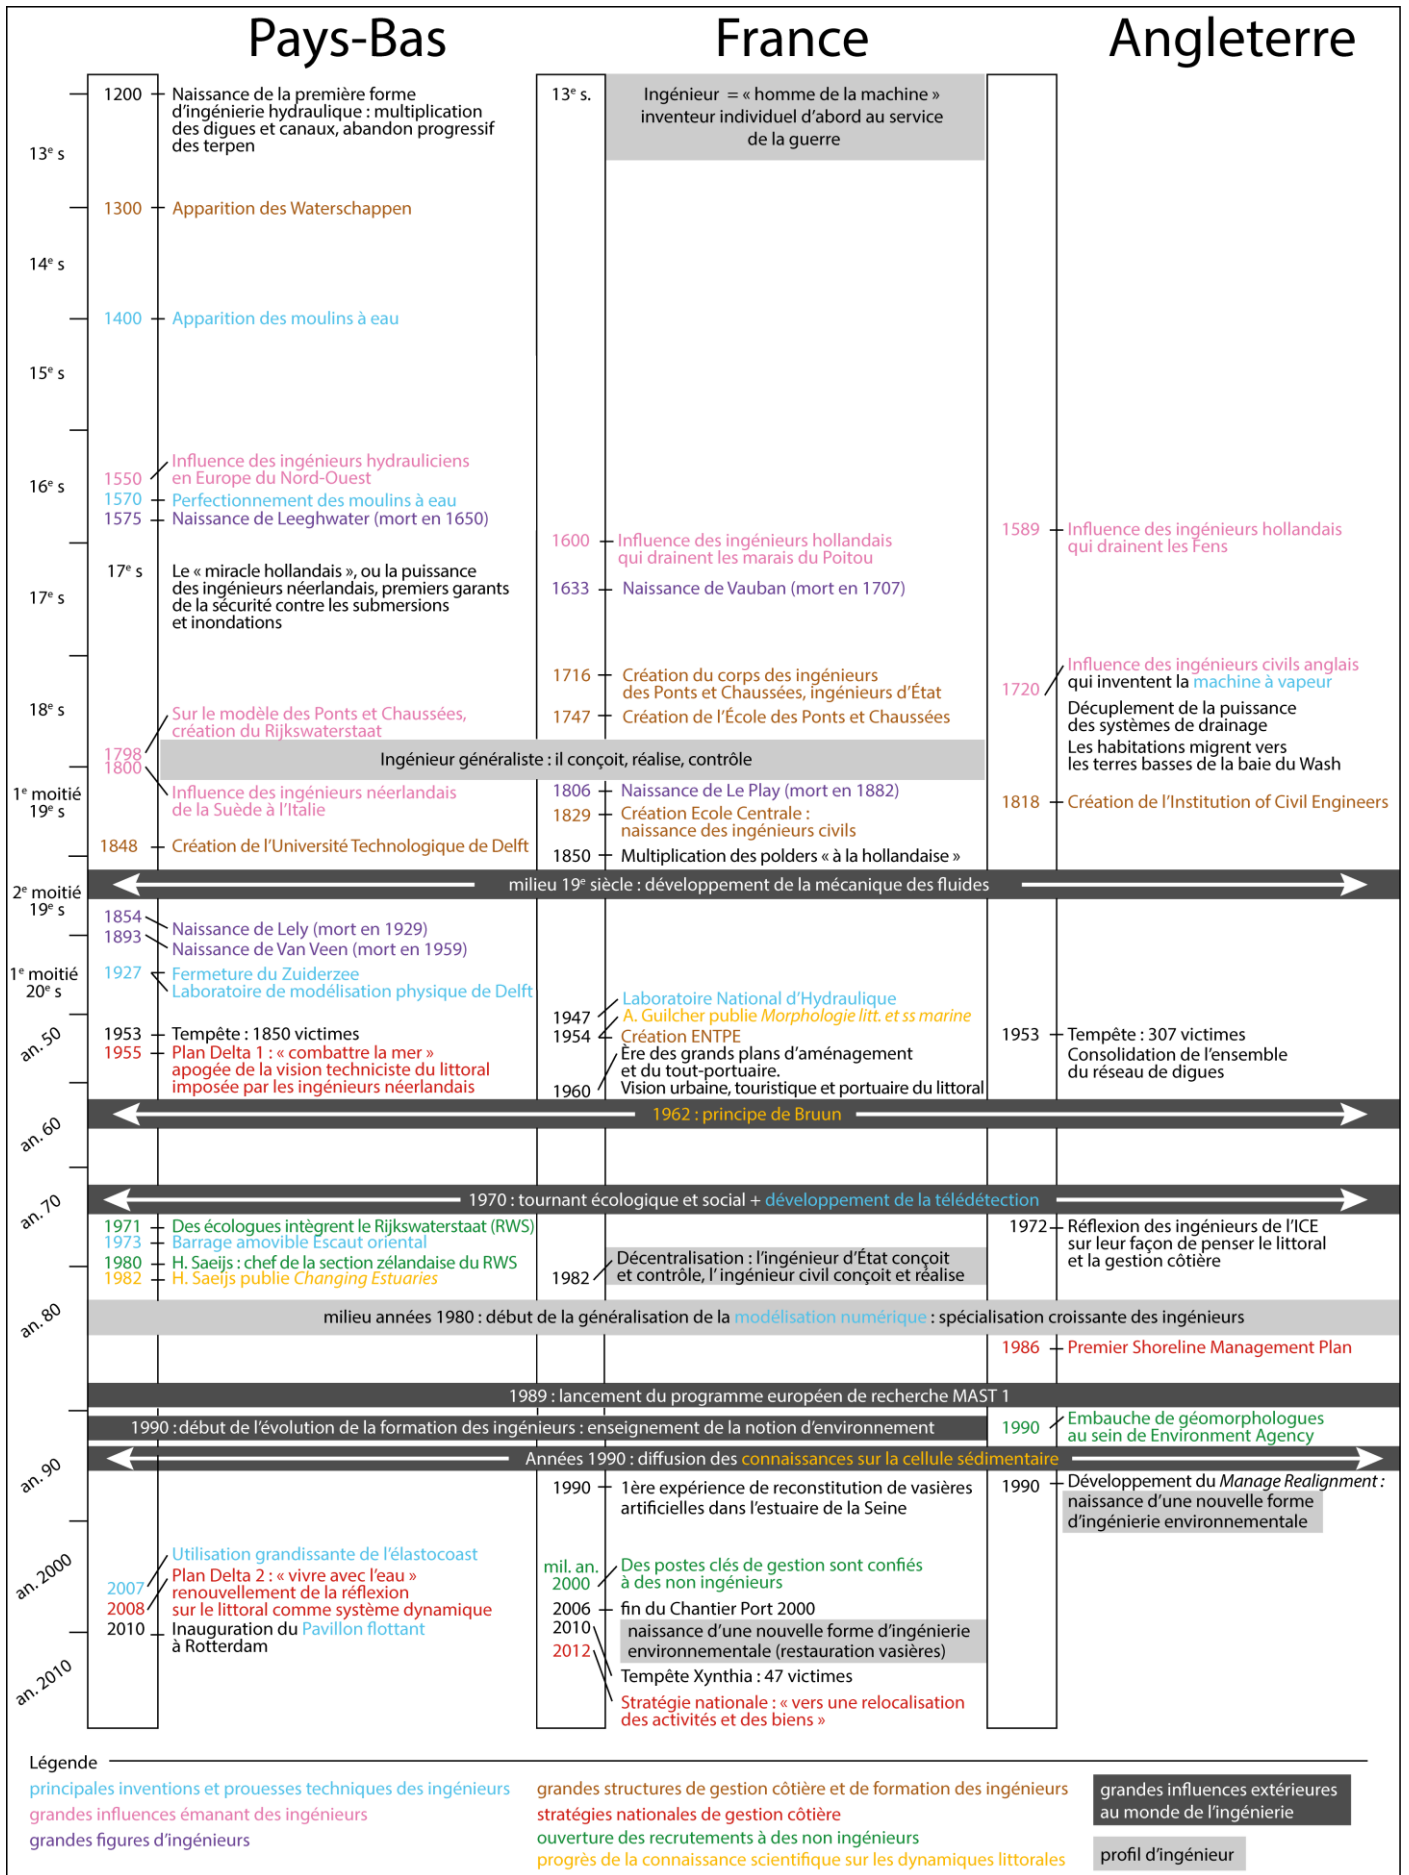 Pays-Bas
France
Angleterre
13e s
14e s
15e s
16e s
17e s
18e s
1e moitié
19e s
2e moitié
19e s
1e moitié
20e s
an. 50
an. 60
an. 70
an. 80
an. 90
an. 2000
an. 2010
1200 Naissance de la première forme
d'ingénierie hydraulique : multiplication
des digues et canaux, abandon progressif
des terpen
1300 Apparition des Waterschappen
1400 Apparition des moulins à eau
1550 Influence des ingénieurs hydrauliciens
en Europe du Nord-Ouest
1570 Perfectionnement des moulins à eau
1575 Naissance de Leeghwater (mort en 1650)
17e s Le « miracle hollandais », ou la puissance
des ingénieurs néerlandais, premiers garants
de la sécurité contre les submersions
et inondations
1798 Sur le modèle des Ponts et Chaussées,
création du Rijkswaterstaat
1800 Influence des ingénieurs néerlandais
de la Suède à l'Italie
1848 Création de l'Université Technologique de Delft
13e s. Ingénieur = « homme de la machine »
inventeur individuel d'abord au service
de la guerre
1600 Influence des ingénieurs hollandais
qui drainent les marais du Poitou
1633 Naissance de Vauban (mort en 1707)
1716 Création du corps des ingénieurs
des Ponts et Chaussées, ingénieurs d'État
1747 Création de l'École des Ponts et Chaussées
Ingénieur généraliste : il conçoit, réalise, contrôle
1806 Naissance de Le Play (mort en 1882)
1829 Création Ecole Centrale :
naissance des ingénieurs civils
1850 Multiplication des polders « à la hollandaise »
1589 Influence des ingénieurs hollandais
qui drainent les Fens
1720 Influence des ingénieurs civils anglais
qui inventent la machine à vapeur
Décuplement de la puissance
des systèmes de drainage
Les habitations migrent vers
les terres basses de la baie du Wash
1818 Création de l'Institution of Civil Engineers
milieu 19e siècle : développement de la mécanique des fluides
1854 Naissance de Lely (mort en 1929)
1893 Naissance de Van Veen (mort en 1959)
1927 Fermeture du Zuiderzee
Laboratoire de modélisation physique de Delft
1953 Tempête : 1850 victimes
1955 Plan Delta 1 : « combattre la mer »
apogée de la vision techniciste du littoral
imposée par les ingénieurs néerlandais
Laboratoire National d'Hydraulique
1947 A. Guilcher publie Morphologie litt. et ss marine
1954 Création ENTPE
Ère des grands plans d'aménagement
et du tout-portuaire.
1960 Vision urbaine, touristique et portuaire du littoral
1953 Tempête : 307 victimes
Consolidation de l'ensemble
du réseau de digues
1962 : principe de Bruun
1970 : tournant écologique et social + développement de la télédétection
1971 Des écologues intègrent le Rijkswaterstaat (RWS)
1973 Barrage amovible Escaut oriental
1980 H. Saeijs : chef de la section zélandaise du RWS
1982 H. Saeijs publie Changing Estuaries
Décentralisation : l'ingénieur d'État conçoit
1982 et contrôle, l' ingénieur civil conçoit et réalise
1972 Réflexion des ingénieurs de l'ICE
sur leur façon de penser le littoral
et la gestion côtière
milieu années 1980 : début de la généralisation de la modélisation numérique : spécialisation croissante des ingénieurs
1986 Premier Shoreline Management Plan
1989 : lancement du programme européen de recherche MAST 1
1990 : début de l'évolution de la formation des ingénieurs : enseignement de la notion d'environnement
1990 Embauche de géomorphologues
au sein de Environment Agency
Années 1990 : diffusion des connaissances sur la cellule sédimentaire
Utilisation grandissante de l'élastocoast
2007 Plan Delta 2 : « vivre avec l'eau »
renouvellement de la réflexion
2008 sur le littoral comme système dynamique
2010 Inauguration du Pavillon flottant
à Rotterdam
1990 1ère expérience de reconstitution de vasières
artificielles dans l'estuaire de la Seine
mil. an. Des postes clés de gestion sont confiés
2000 à des non ingénieurs
2006 fin du Chantier Port 2000
2010 naissance d'une nouvelle forme d'ingénierie
2012 environnementale (restauration vasières)
Tempête Xynthia : 47 victimes
Stratégie nationale : « vers une relocalisation
des activités et des biens »
1990 Développement du Manage Realignment :
naissance d'une nouvelle forme
d'ingénierie environnementale
Légende
principales inventions et prouesses techniques des ingénieurs
grandes influences émanant des ingénieurs
grandes figures d'ingénieurs
grandes structures de gestion côtière et de formation des ingénieurs
stratégies nationales de gestion côtière
ouverture des recrutements à des non ingénieurs
progrès de la connaissance scientifique sur les dynamiques littorales
grandes influences extérieures
au monde de l'ingénierie
profil d'ingénieur